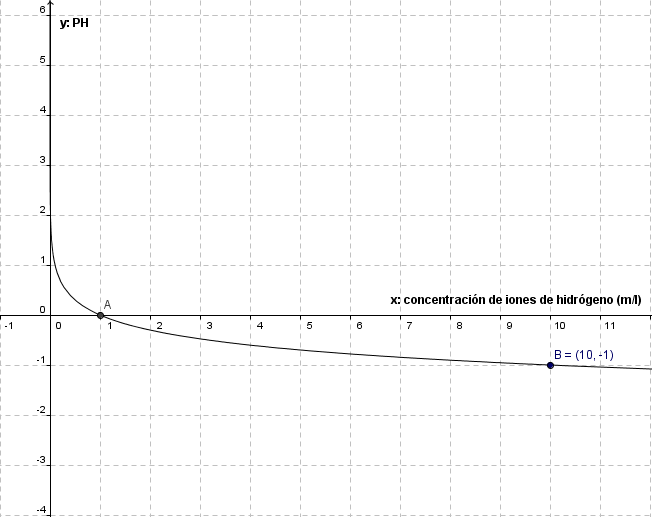 6
y: PH
5
4
3
2
1
x: concentración de iones de hidrógeno (m/l)
A
0
-1 0 1 2 3 4 5 6 7 8 9 10 11
B = (10, -1)
-1
-2
-3
-4